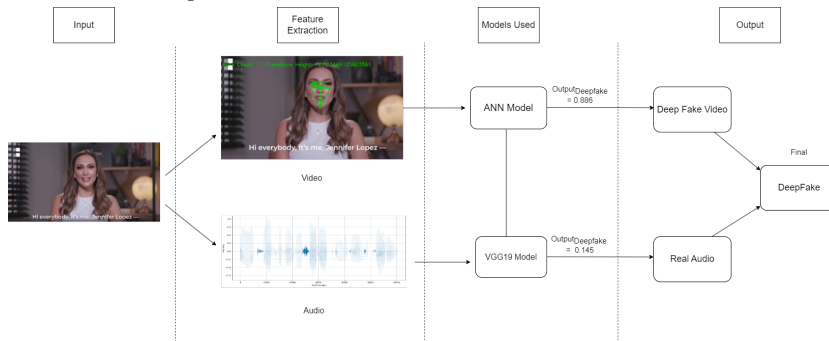 Input
Feature
Extraction
Models Used
Output
Hi everybody, it's me, Jennifer Lopez —
Hi everybody, it's me, Jennifer Lopez —
Video
Audio
ANN Model
Output Deepfake
= 0.886
Deep Fake Video
VGG19 Model
Output Deepfake
= 0.145
Real Audio
Final
DeepFake